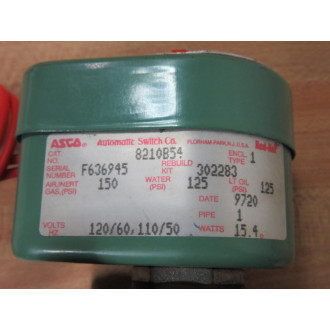 ASCO® Automatic Switch Co. FLORHAM PARK, N.J. U.S.A. Red-Hat®
CAT. NO. 8210B54 ENCL TYPE 1
SERIAL NUMBER F636945 REBUILD KIT 302283
AIR,INERT GAS,(PSI) 150 WATER (PSI) 125 LT OIL (PSI) 125
DATE 9720
PIPE 1
VOLTS HZ 120/60,110/50 WATTS 15.4